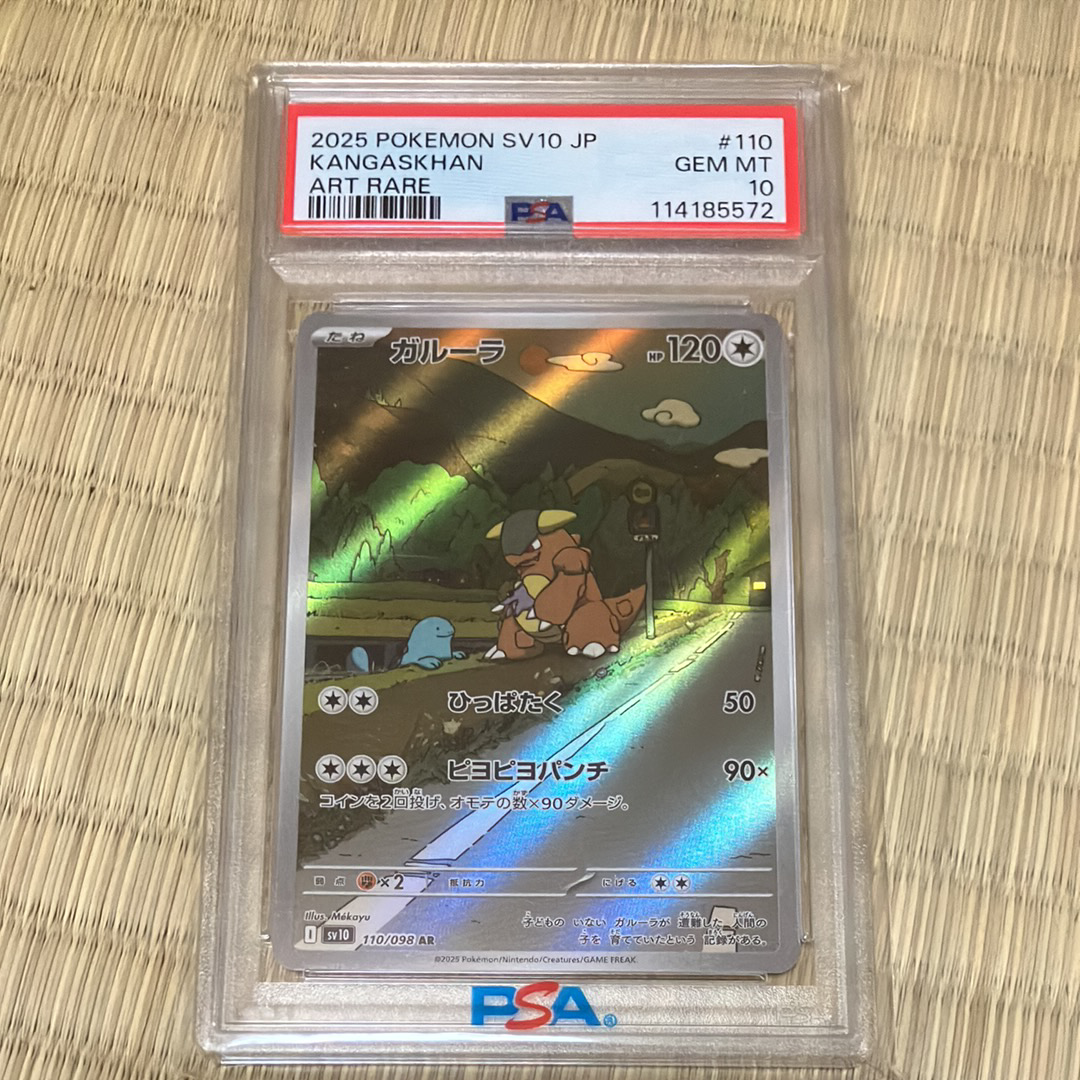 2025 POKEMON SV10 JP #110
KANGASKHAN GEM MT
ART RARE 10
PSA 114185572
たね ガルーラ HP 120
ひっぱたく 50
ピヨピヨパンチ 90×
コインを2回投げ、オモテの数×90ダメージ。
弱点 ×2 抵抗力 にげる
Illus. Mékayu
子どもの いない ガルーラが 遭難した 人間の
子を 育てていたという 記録がある。
I sv10 110/098 AR
©2025 Pokémon/Nintendo/Creatures/GAME FREAK.
PSA®